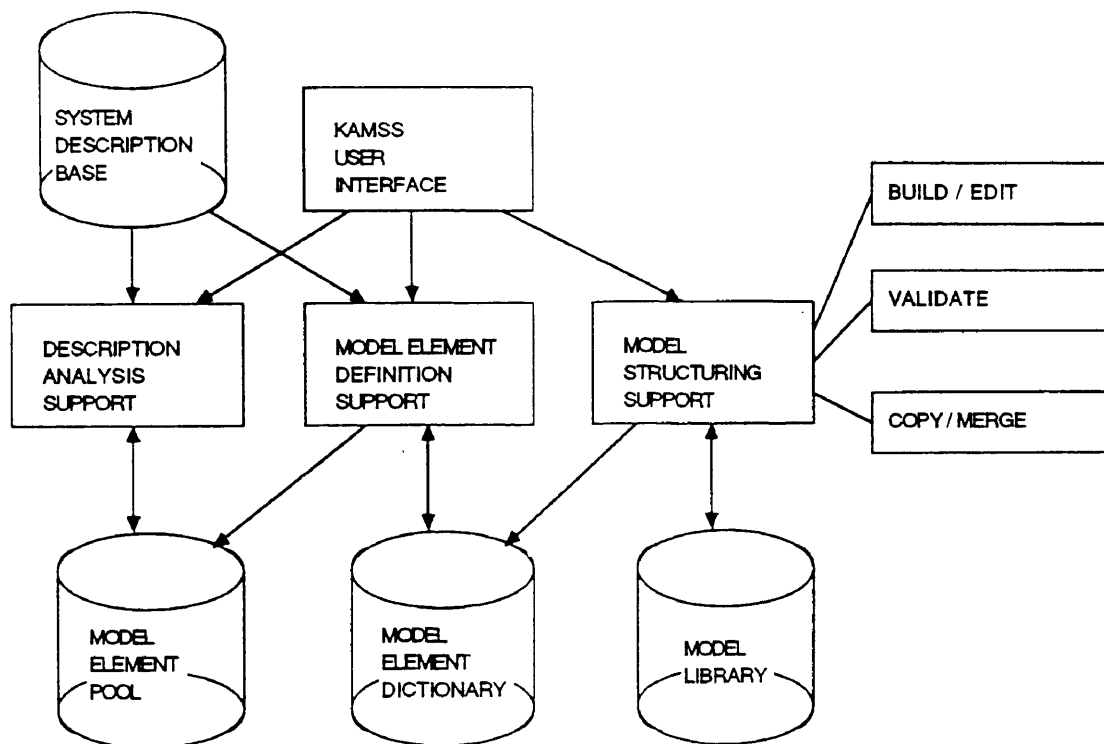 SYSTEM
DESCRIPTION
BASE
KAMSS
USER
INTERFACE
BUILD / EDIT
VALIDATE
COPY / MERGE
DESCRIPTION
ANALYSIS
SUPPORT
MODEL ELEMENT
DEFINITION
SUPPORT
MODEL
STRUCTURING
SUPPORT
MODEL
ELEMENT
POOL
MODEL
ELEMENT
DICTIONARY
MODEL
LIBRARY